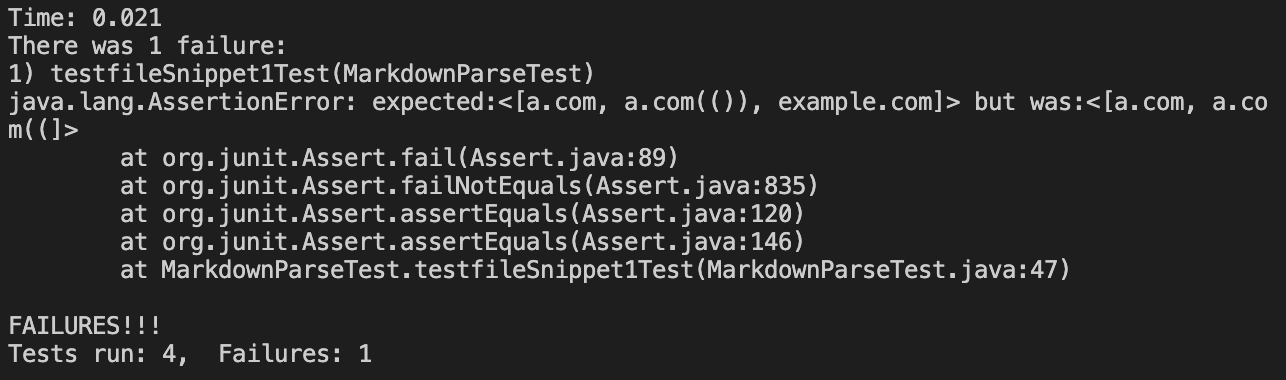 Time: 0.021
There was 1 failure:
1) testfileSnippet1Test(MarkdownParseTest)
java.lang.AssertionError: expected:<[a.com, a.com(()), example.com]> but was:<[a.com, a.co
m((]>
        at org.junit.Assert.fail(Assert.java:89)
        at org.junit.Assert.failNotEquals(Assert.java:835)
        at org.junit.Assert.assertEquals(Assert.java:120)
        at org.junit.Assert.assertEquals(Assert.java:146)
        at MarkdownParseTest.testfileSnippet1Test(MarkdownParseTest.java:47)
FAILURES!!!
Tests run: 4,  Failures: 1